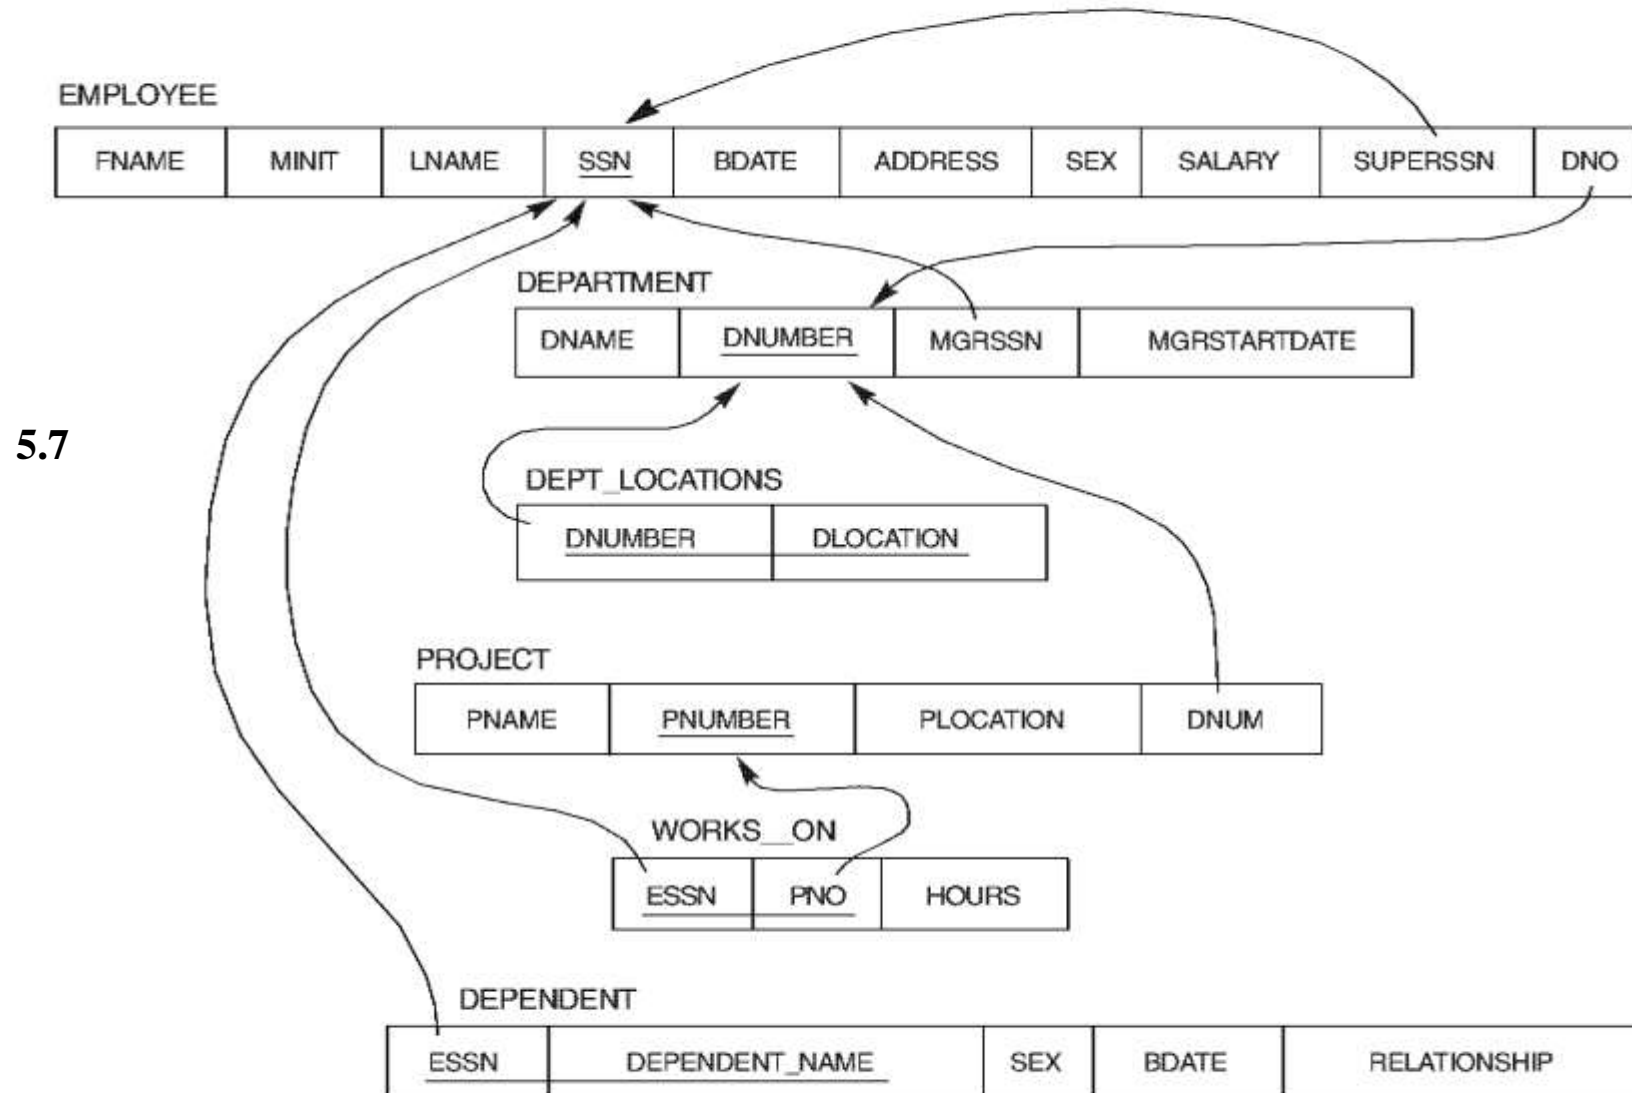 EMPLOYEE
FNAME MINIT LNAME SSN BDATE ADDRESS SEX SALARY SUPERSSN DNO
DEPARTMENT
DNAME DNUMBER MGRSSN MGRSTARTDATE
5.7
DEPT_LOCATIONS
DNUMBER DLOCATION
PROJECT
PNAME PNUMBER PLOCATION DNUM
WORKS__ON
ESSN PNO HOURS
DEPENDENT
ESSN DEPENDENT_NAME SEX BDATE RELATIONSHIP